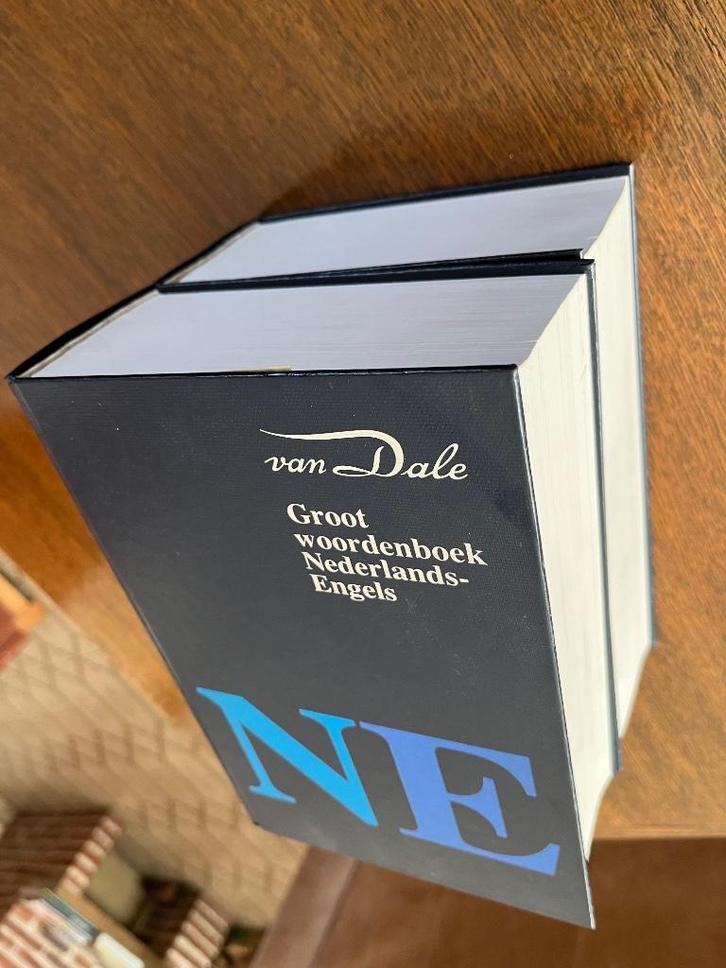 van Dale
Groot
woordenboek
Nederlands-
Engels
NE